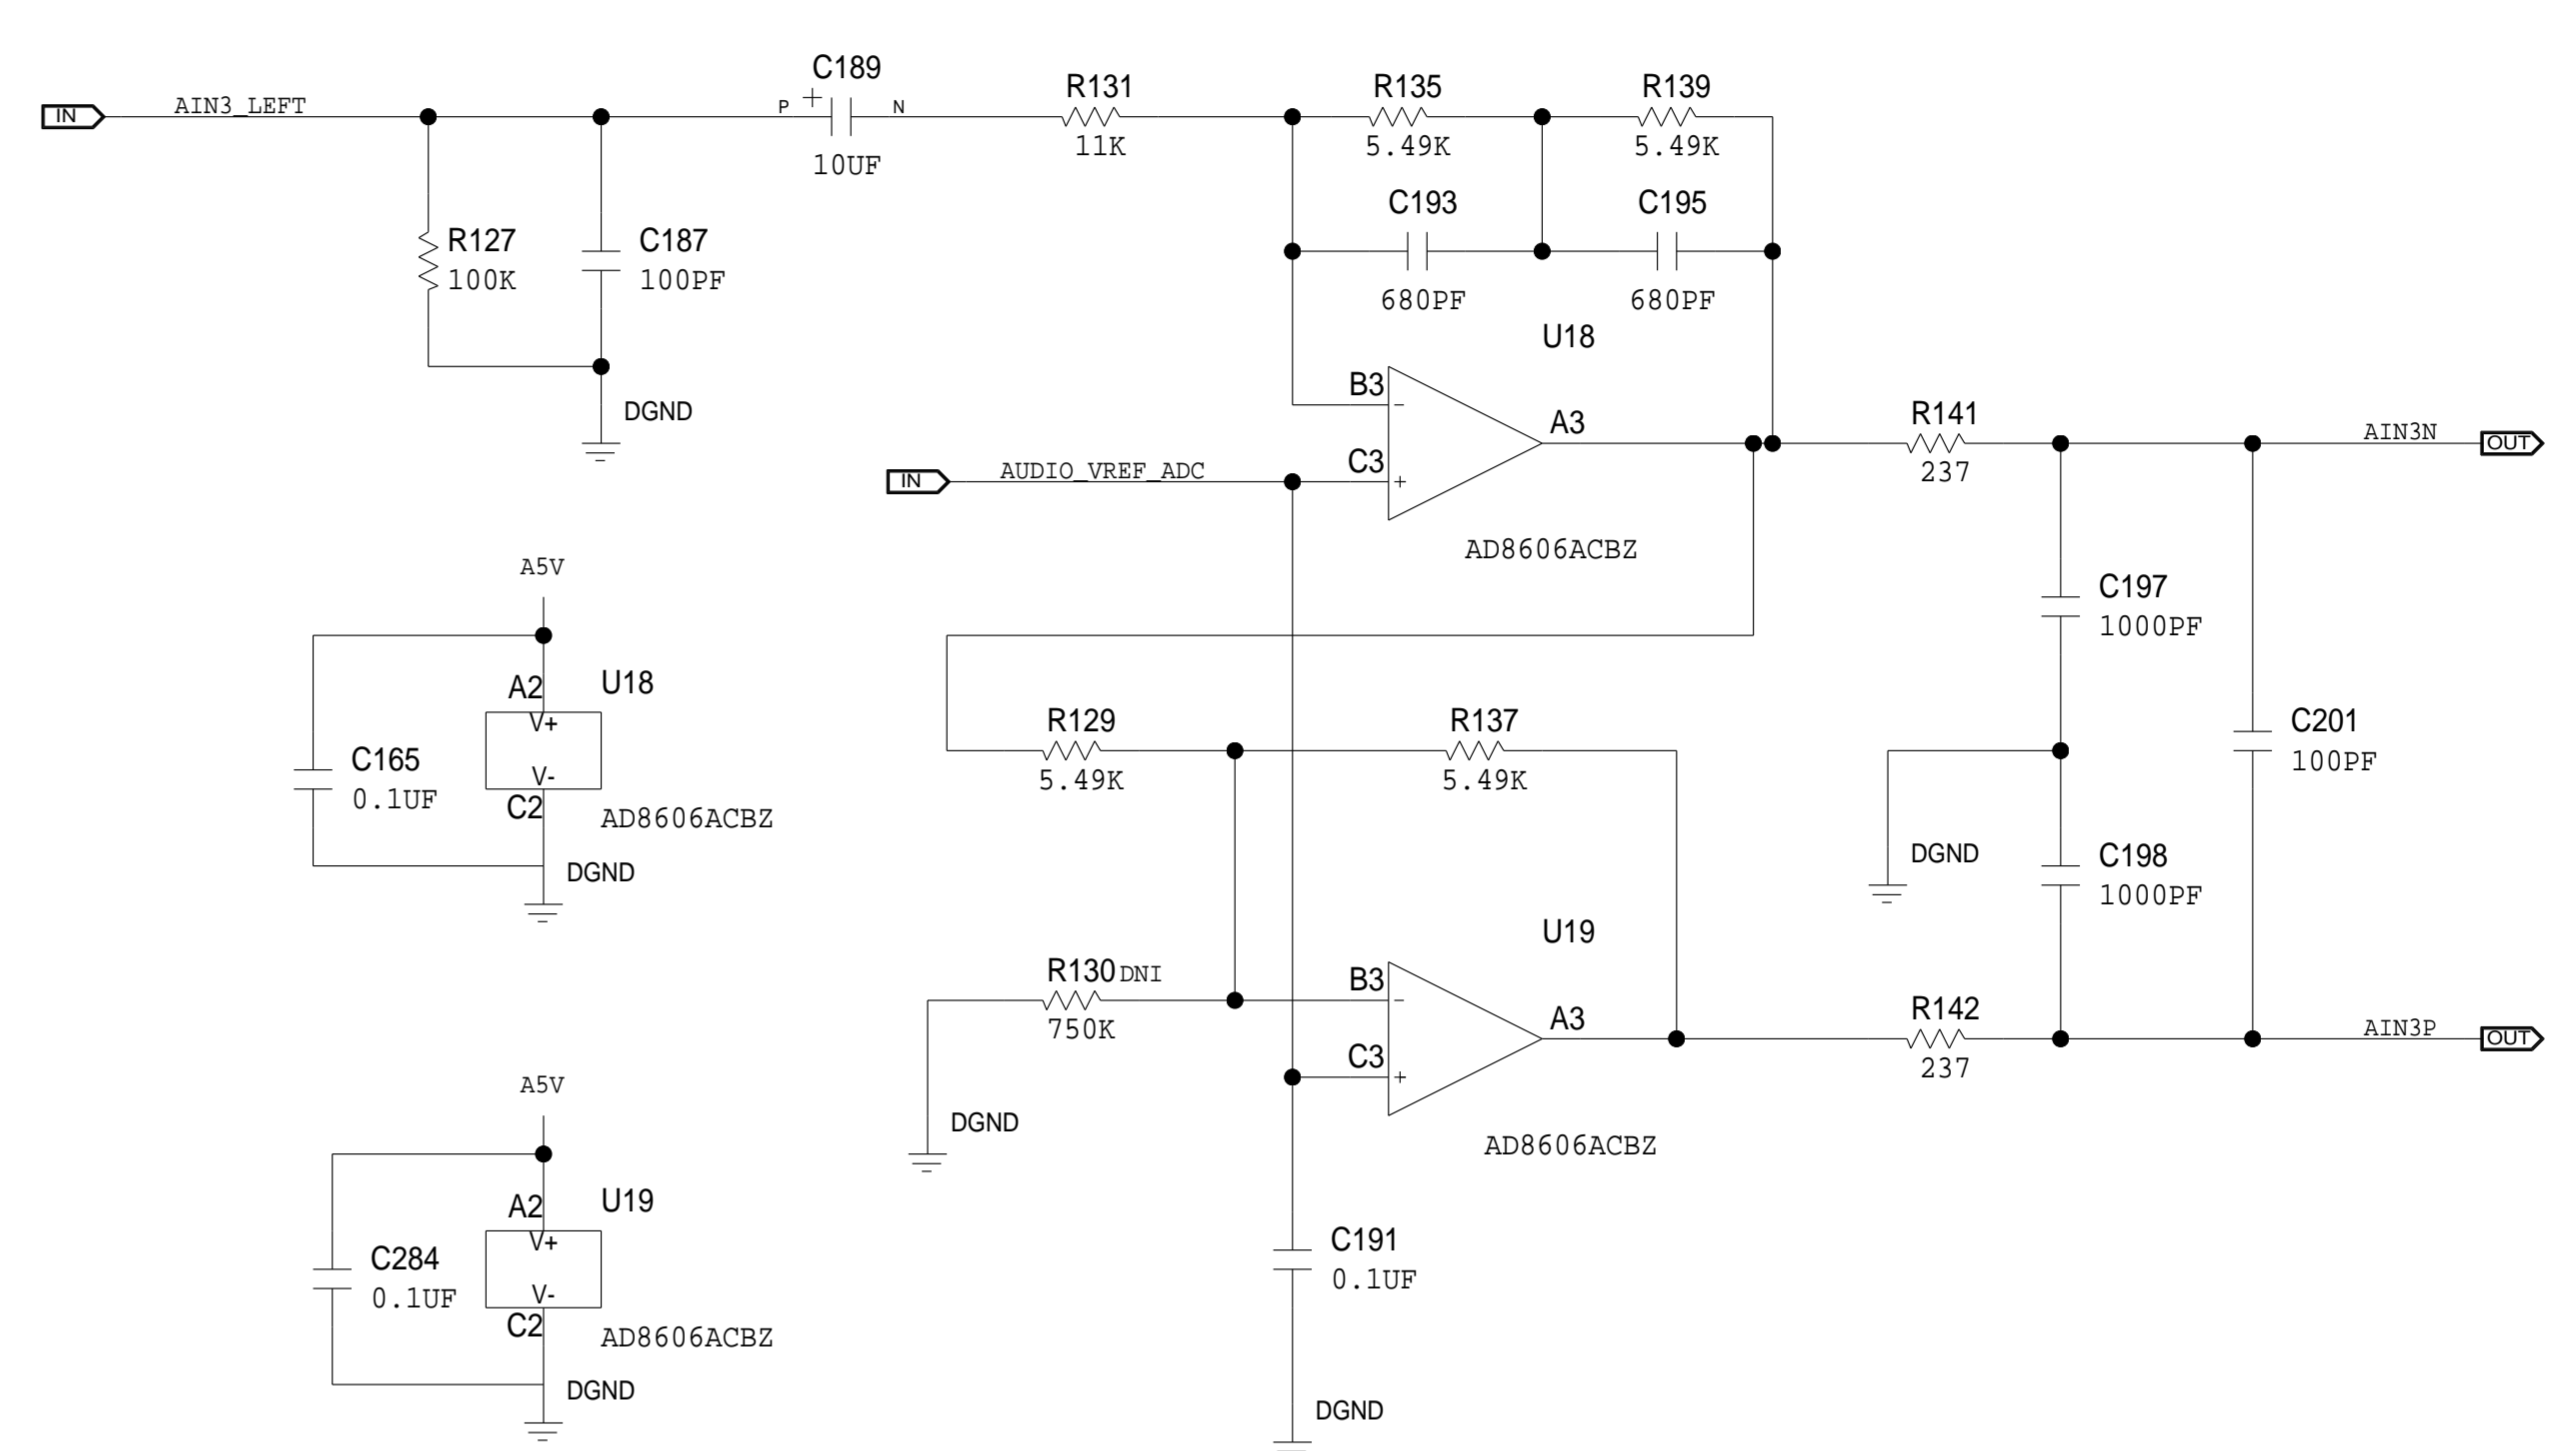 C189
R131
R135
R139
IN
AIN3_LEFT
P
+
N
10UF
11K
5.49K
5.49K
C193
C195
R127
100K
C187
100PF
680PF
680PF
U18
DGND
B3
-
A3
C3
+
IN
AUDIO_VREF_ADC
R141
237
AIN3N
OUT
AD8606ACBZ
A5V
C197
1000PF
A2
V+
U18
C165
0.1UF
V-
C2
AD8606ACBZ
DGND
R129
5.49K
R137
5.49K
C201
100PF
DGND
C198
1000PF
U19
R130 DNI
750K
B3
-
A3
C3
+
R142
237
AIN3P
OUT
DGND
AD8606ACBZ
A5V
A2
V+
U19
C284
0.1UF
V-
C2
AD8606ACBZ
DGND
C191
0.1UF
DGND